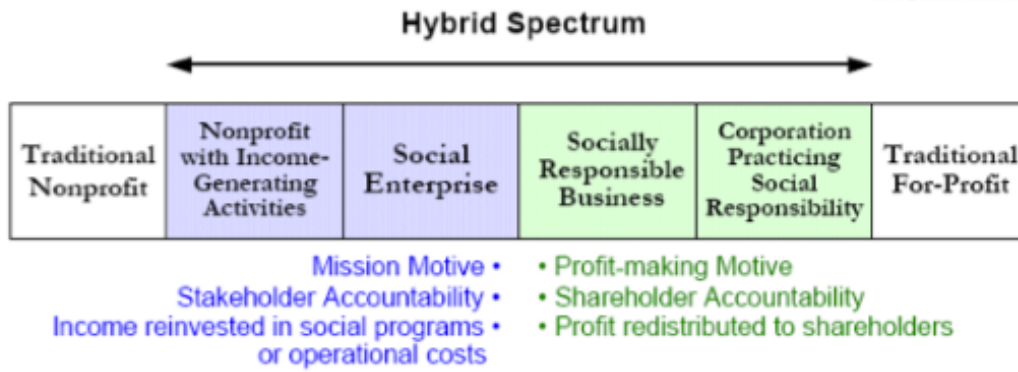 Hybrid Spectrum
Traditional
Nonprofit
Nonprofit
with Income-
Generating
Activities
Social
Enterprise
Socially
Responsible
Business
Corporation
Practicing
Social
Responsibility
Traditional
For-Profit
Mission Motive •
Stakeholder Accountability •
Income reinvested in social programs •
or operational costs
• Profit-making Motive
• Shareholder Accountability
• Profit redistributed to shareholders